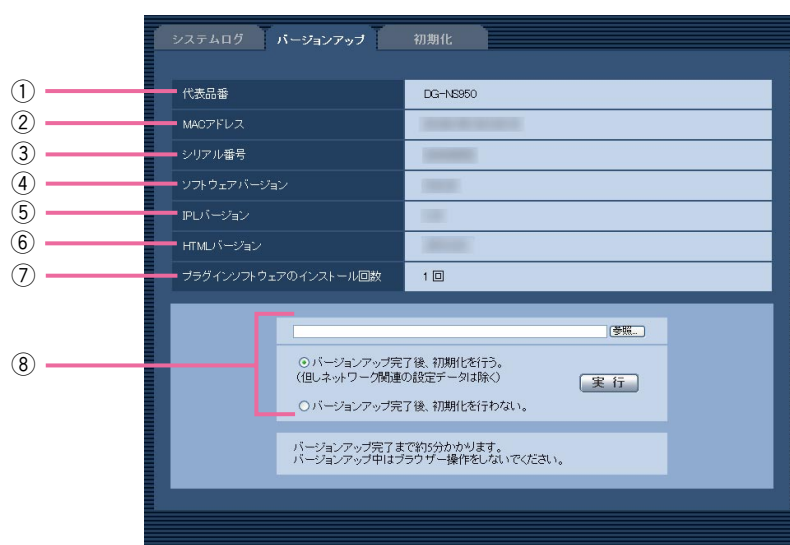 システムログ バージョンアップ 初期化
① 代表品番 DG-NS950
② MACアドレス
③ シリアル番号
④ ソフトウェアバージョン
⑤ IPLバージョン
⑥ HTMLバージョン
⑦ プラグインソフトウェアのインストール回数 1 回
⑧
参照...
バージョンアップ完了後、初期化を行う。
(但しネットワーク関連の設定データは除く)
実 行
バージョンアップ完了後、初期化を行わない。
バージョンアップ完了まで約5分かかります。
バージョンアップ中はブラウザー操作をしないでください。